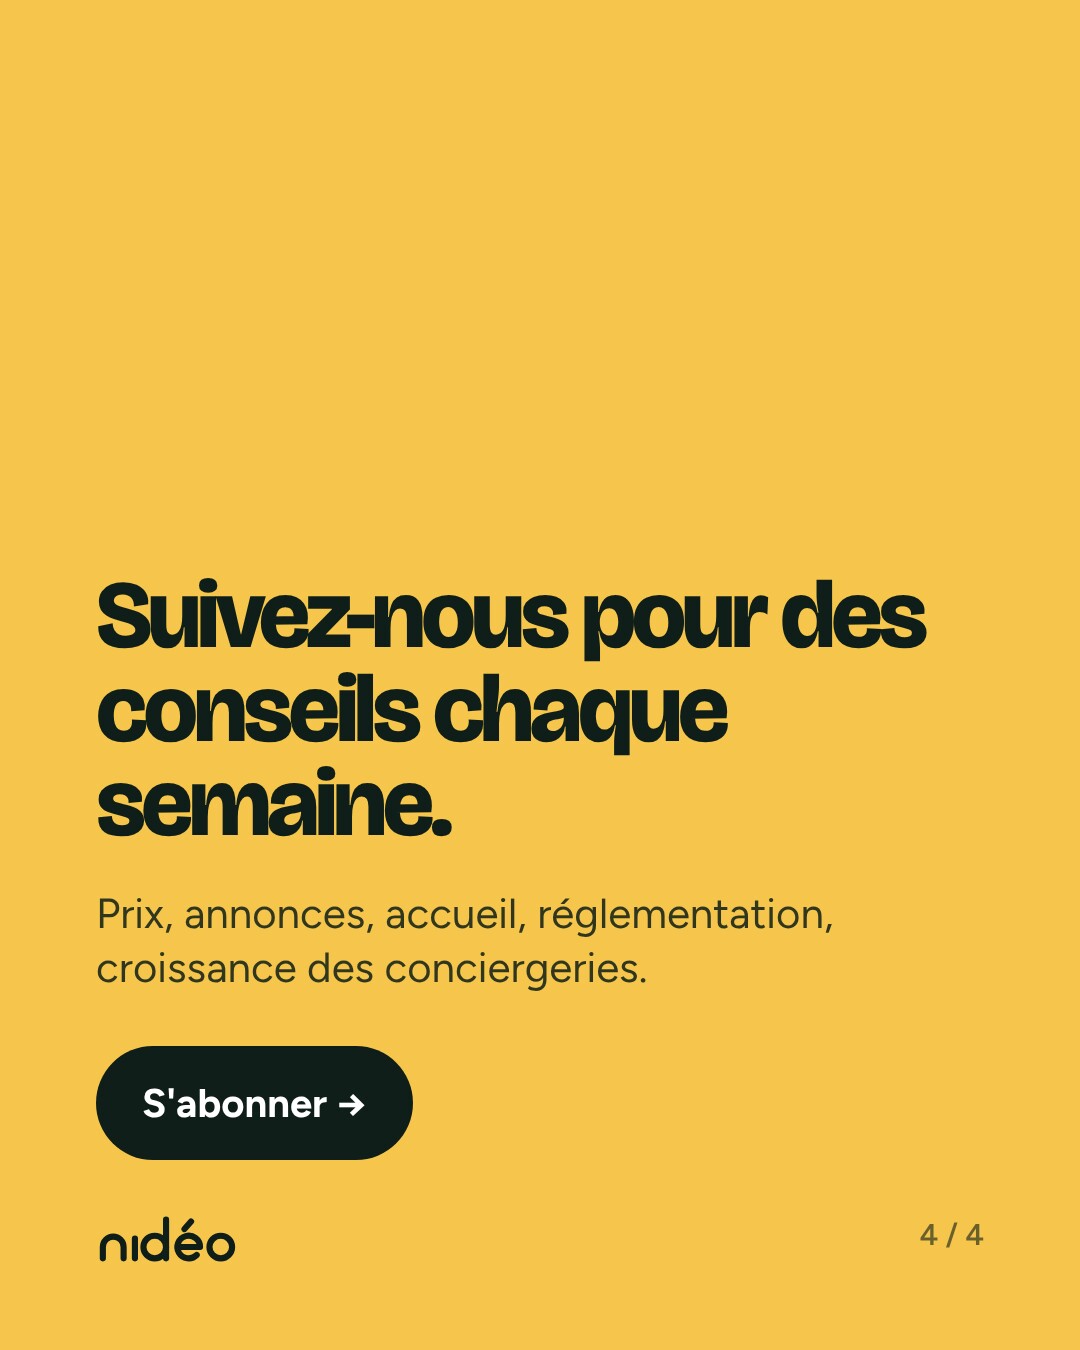 Suivez-nous pour des
conseils chaque
semaine.
Prix, annonces, accueil, réglementation,
croissance des conciergeries.
S'abonner →
nidéo
4 / 4